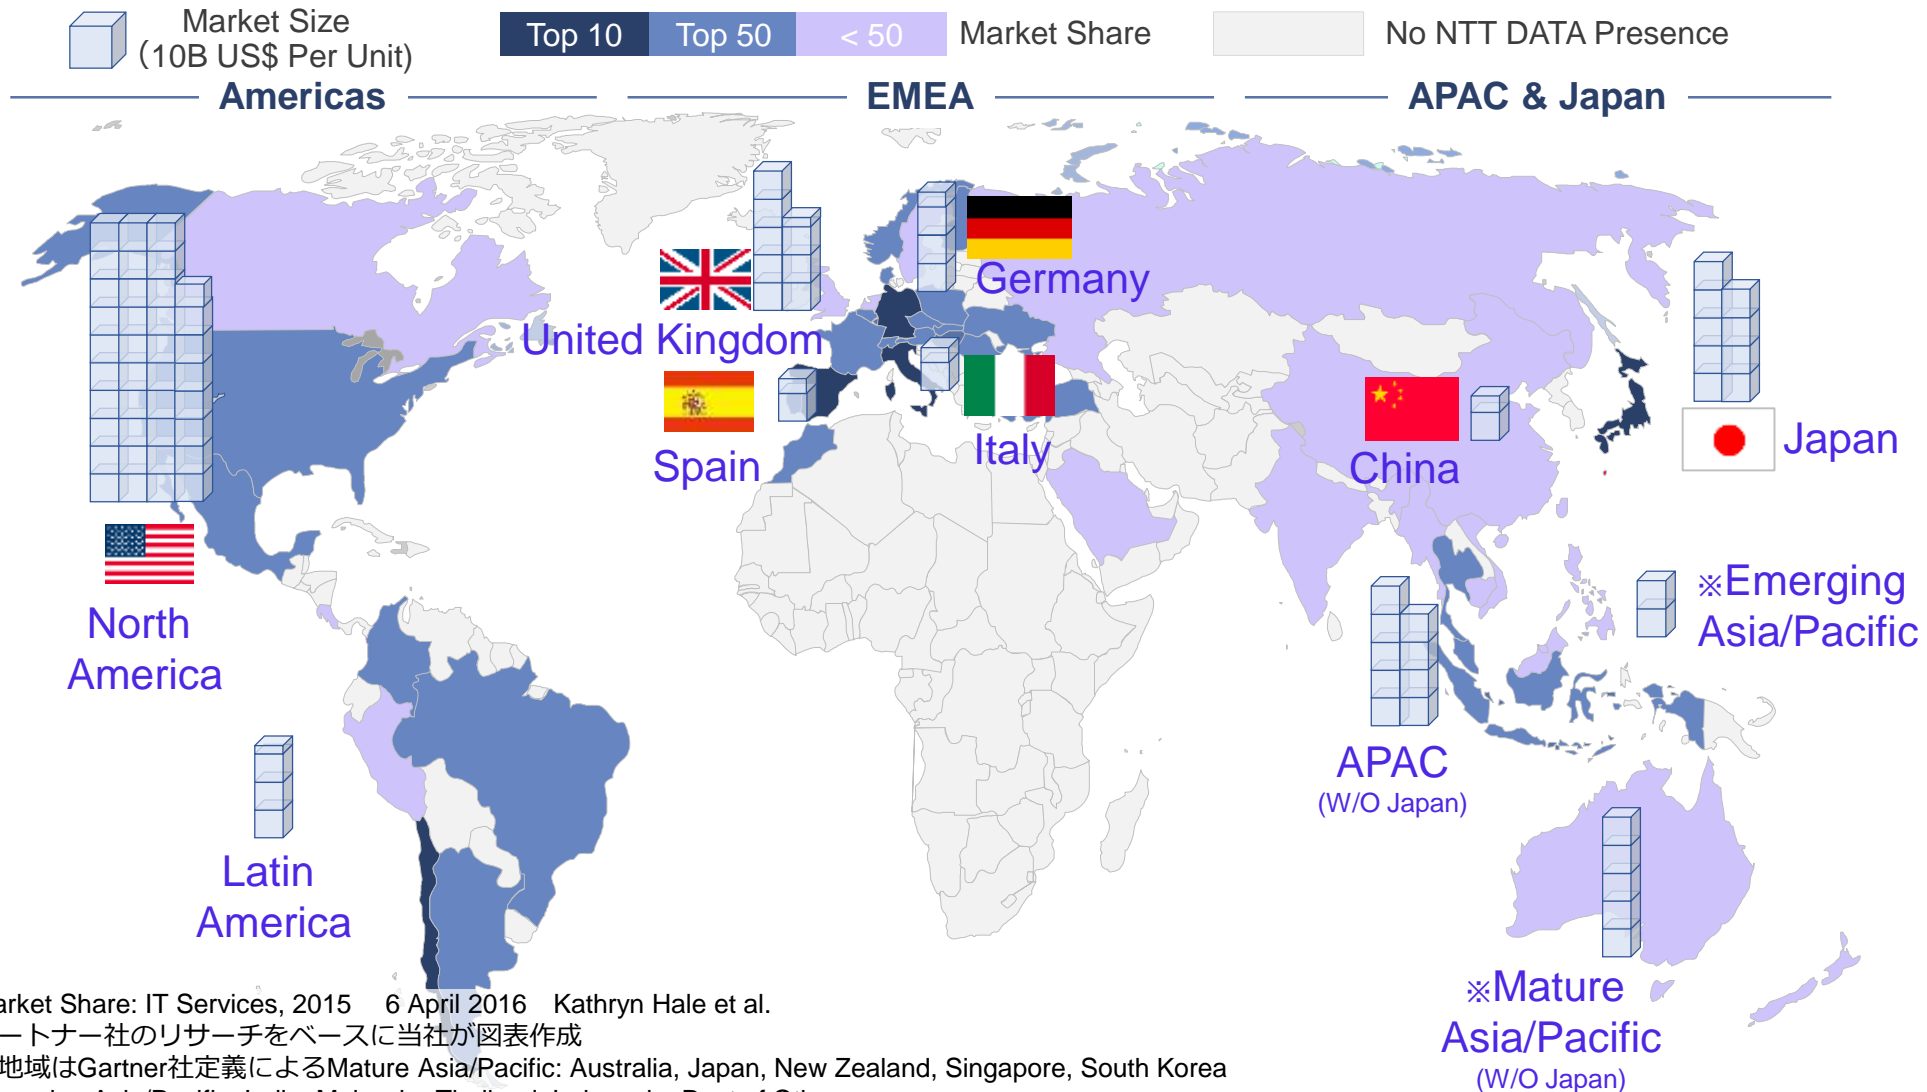 Market Size
（10B US$ Per Unit)
Top 10
Top 50
< 50
Market Share
No NTT DATA Presence
Americas
EMEA
APAC & Japan
Germany
United Kingdom
Spain
Italy
China
Japan
North
America
※Emerging
Asia/Pacific
APAC
(W/O Japan)
Latin
America
※Mature
Asia/Pacific
(W/O Japan)
arket Share: IT Services, 2015 6 April 2016 Kathryn Hale et al.
ートナー社のリサーチをベースに当社が図表作成
地域はGartner社定義によるMature Asia/Pacific: Australia, Japan, New Zealand, Singapore, South Korea